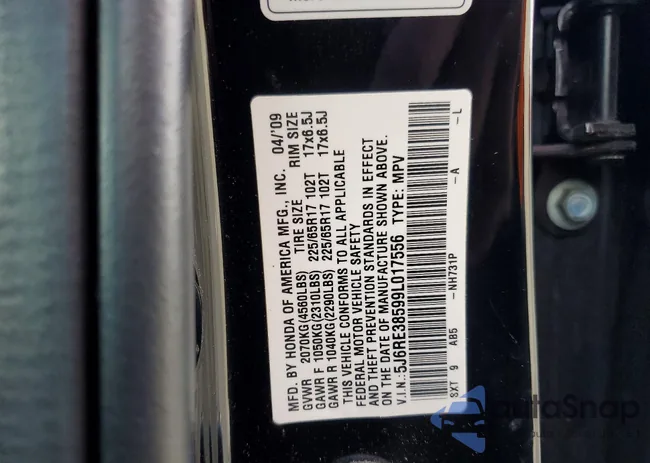 MFD. BY HONDA OF AMERICA MFG., INC. 04/'09
TIRE SIZE RIM SIZE
GVWR 2070KG(4560LBS)
GAWR F 1050KG(2310LBS) 225/65R17 102T 17x6.5J
GAWR R 1040KG(2290LBS) 225/65R17 102T 17x6.5J
THIS VEHICLE CONFORMS TO ALL APPLICABLE
FEDERAL MOTOR VEHICLE SAFETY
AND THEFT PREVENTION STANDARDS IN EFFECT
ON THE DATE OF MANUFACTURE SHOWN ABOVE.
V.I.N.:5J6RE38599L017556 TYPE: MPV
SXT 9 AB5 -NH731P -A -L
autoSnap